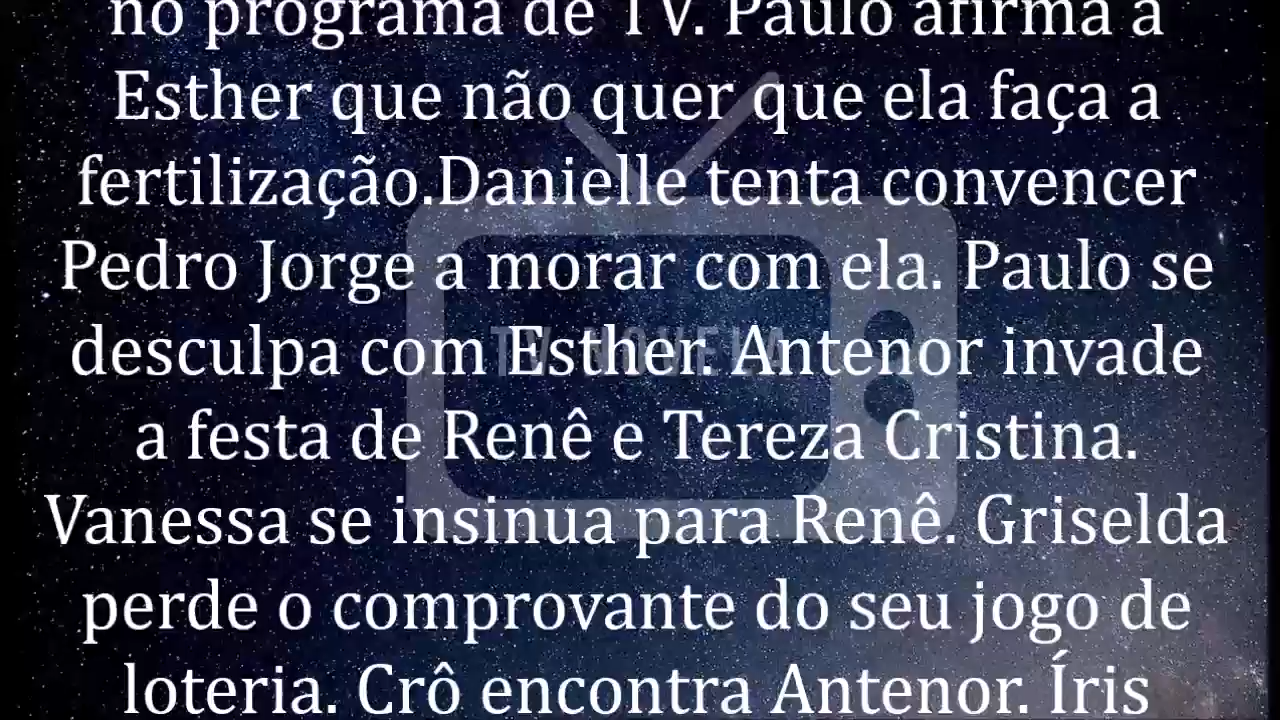 no programa de TV. Paulo afirma a
Esther que não quer que ela faça a
fertilização.Danielle tenta convencer
Pedro Jorge a morar com ela. Paulo se
desculpa com Esther. Antenor invade
a festa de Renê e Tereza Cristina.
Vanessa se insinua para Renê. Griselda
perde o comprovante do seu jogo de
loteria. Crô encontra Antenor. Íris
TV NOVELA